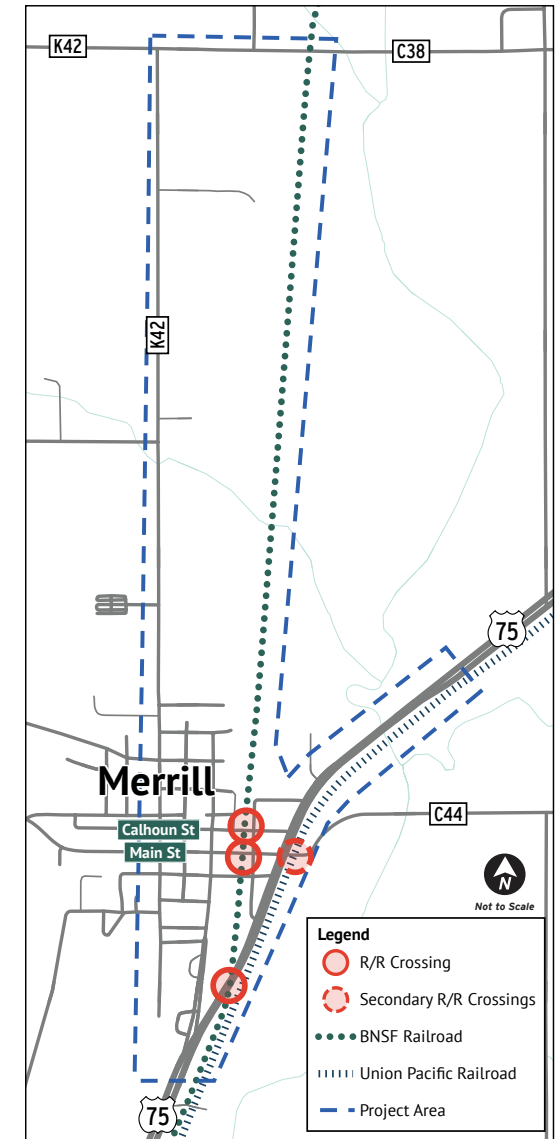 K42
C38
K42
75
Merrill
Calhoun St
Main St
C44
N
Not to Scale
Legend
R/R Crossing
Secondary R/R Crossings
BNSF Railroad
Union Pacific Railroad
Project Area
75